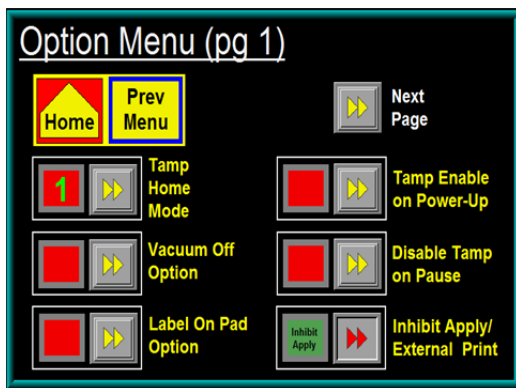 Option Menu (pg 1)
Home
Prev
Menu
Next
Page
1
Tamp
Home
Mode
Tamp Enable
on Power-Up
Vacuum Off
Option
Disable Tamp
on Pause
Label On Pad
Option
Inhibit
Apply
Inhibit Apply/
External Print